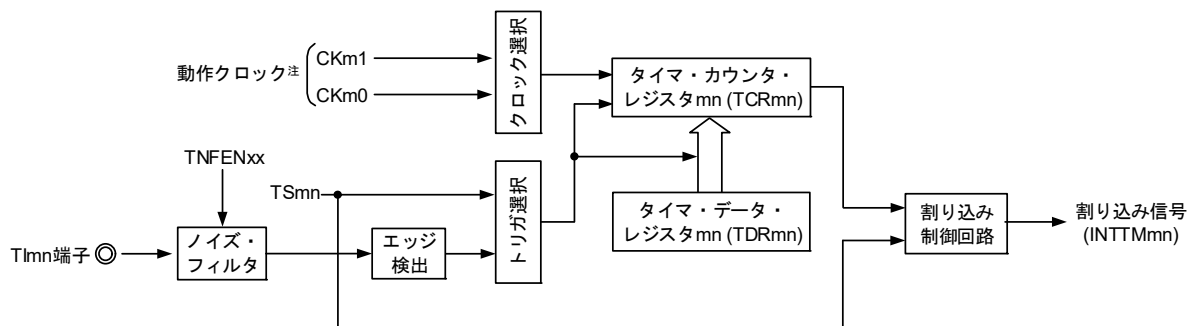 動作クロック注
CKm1
CKm0
クロック選択
タイマ・カウンタ・
レジスタmn (TCRmn)
TNFENxx
TSmn
トリガ選択
タイマ・データ・
レジスタmn (TDRmn)
割り込み
制御回路
割り込み信号
(INTTMmn)
TImn端子
ノイズ・
フィルタ
エッジ
検出